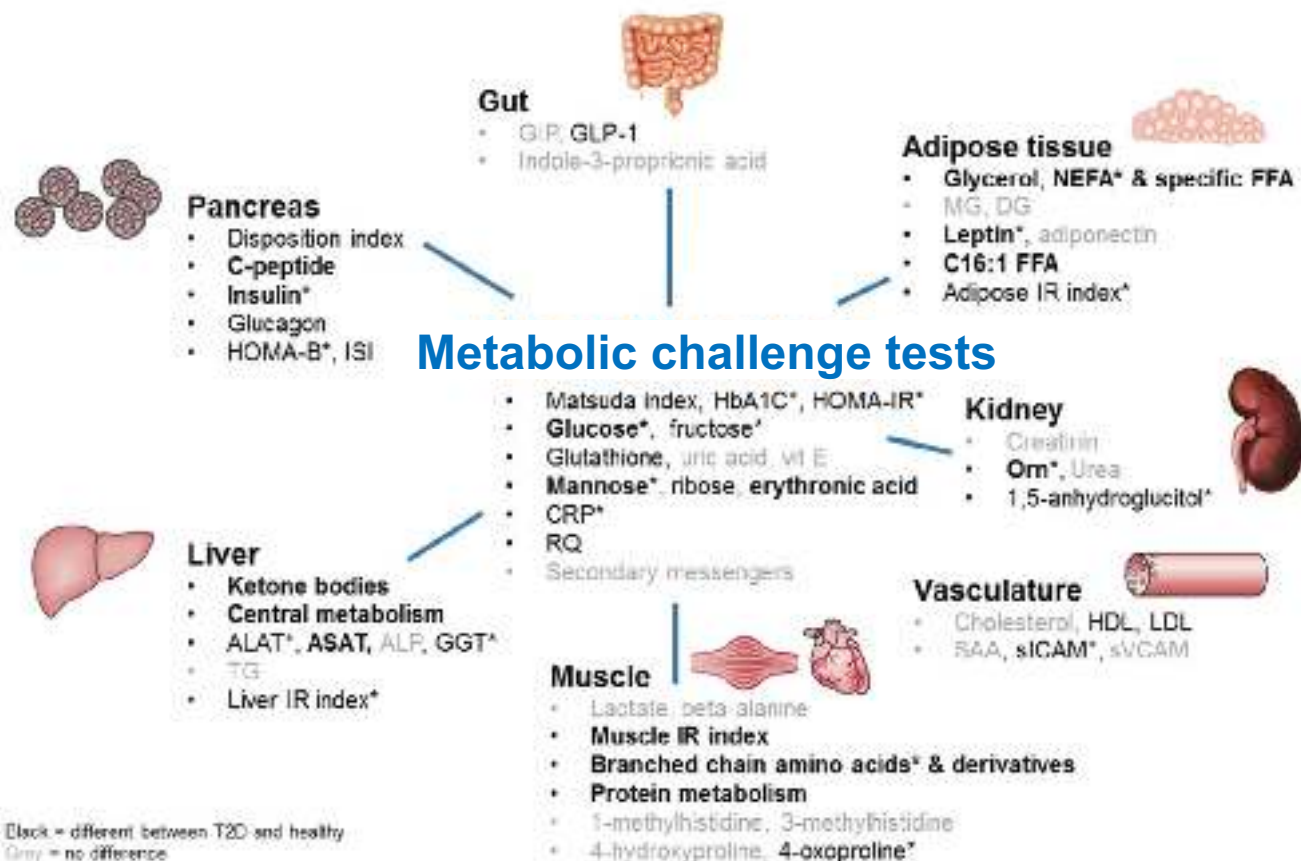 Gut
• GIP, GLP-1
• Indole-3-proprionic acid
Adipose tissue
• Glycerol, NEFA* & specific FFA
• MG, DG
• Leptin*, adiponectin
• C16:1 FFA
• Adipose IR index*
Pancreas
• Disposition index
• C-peptide
• Insulin*
• Glucagon
• HOMA-B*, ISI
Metabolic challenge tests
• Matsuda index, HbA1C*, HOMA-IR*
• Glucose*, fructose*
• Glutathione, uric acid, vit E
• Mannose*, ribose, erythronic acid
• CRP*
• RQ
• Secondary messengers
Kidney
• Creatinin
• Orn*, Urea
• 1,5-anhydroglucitol*
Liver
• Ketone bodies
• Central metabolism
• ALAT*, ASAT, ALP, GGT*
• TG
• Liver IR index*
Vasculature
• Cholesterol, HDL, LDL
• SAA, sICAM*, sVCAM
Muscle
• Lactate, beta alanine
• Muscle IR index
• Branched chain amino acids* & derivatives
• Protein metabolism
• 1-methylhistidine, 3-methylhistidine
• 4-hydroxyproline, 4-oxoproline*
Black = different between T2D and healthy
Grey = no difference